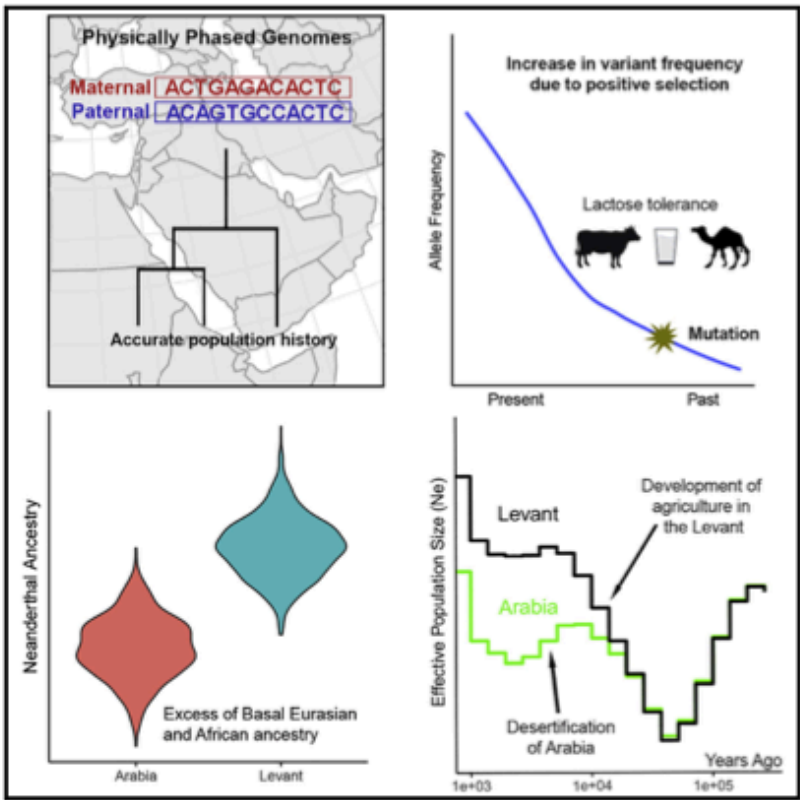 Physically Phased Genomes
Maternal ACTGAGACACTC
Paternal ACAGTGCCACTC
Accurate population history
Increase in variant frequency
due to positive selection
Allele Frequency
Lactose tolerance
Mutation
Present Past
Neanderthal Ancestry
Excess of Basal Eurasian
and African ancestry
Arabia Levant
Effective Population Size (Ne)
Development of
agriculture in
the Levant
Levant
Arabia
Desertification
of Arabia
Years Ago
1e+03 1e+04 1e+05